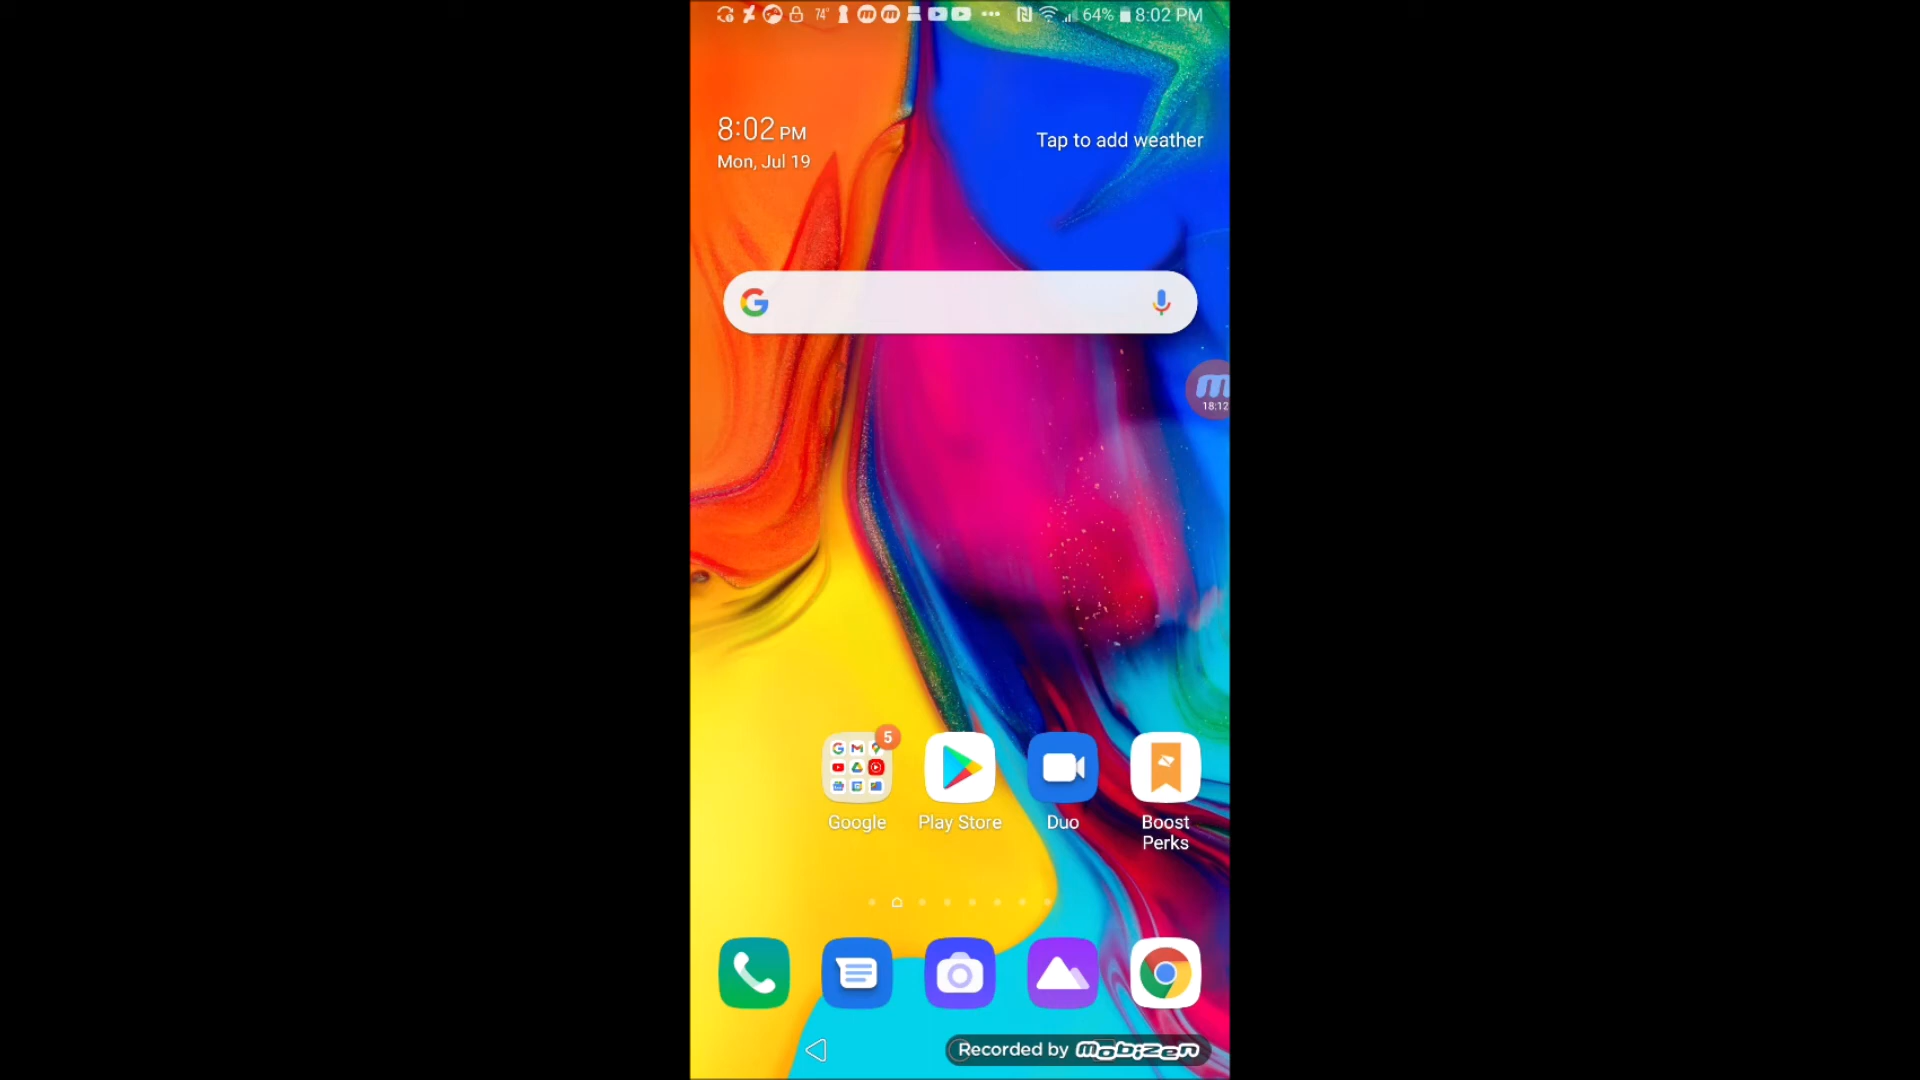 74° 64% 8:02 PM
8:02 PM
Mon, Jul 19
Tap to add weather
18:12
5
Google Play Store Duo Boost Perks
Recorded by mobizen